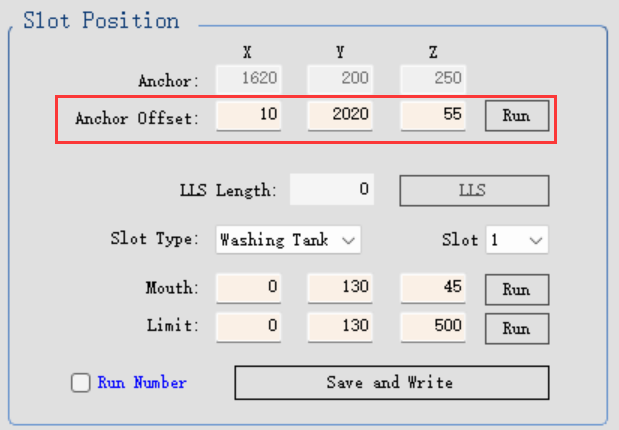 Slot Position
X Y Z
Anchor: 1620 200 250
Anchor Offset: 10 2020 55 Run
LLS Length: 0 LLS
Slot Type: Washing Tank Slot 1
Mouth: 0 130 45 Run
Limit: 0 130 500 Run
Run Number Save and Write